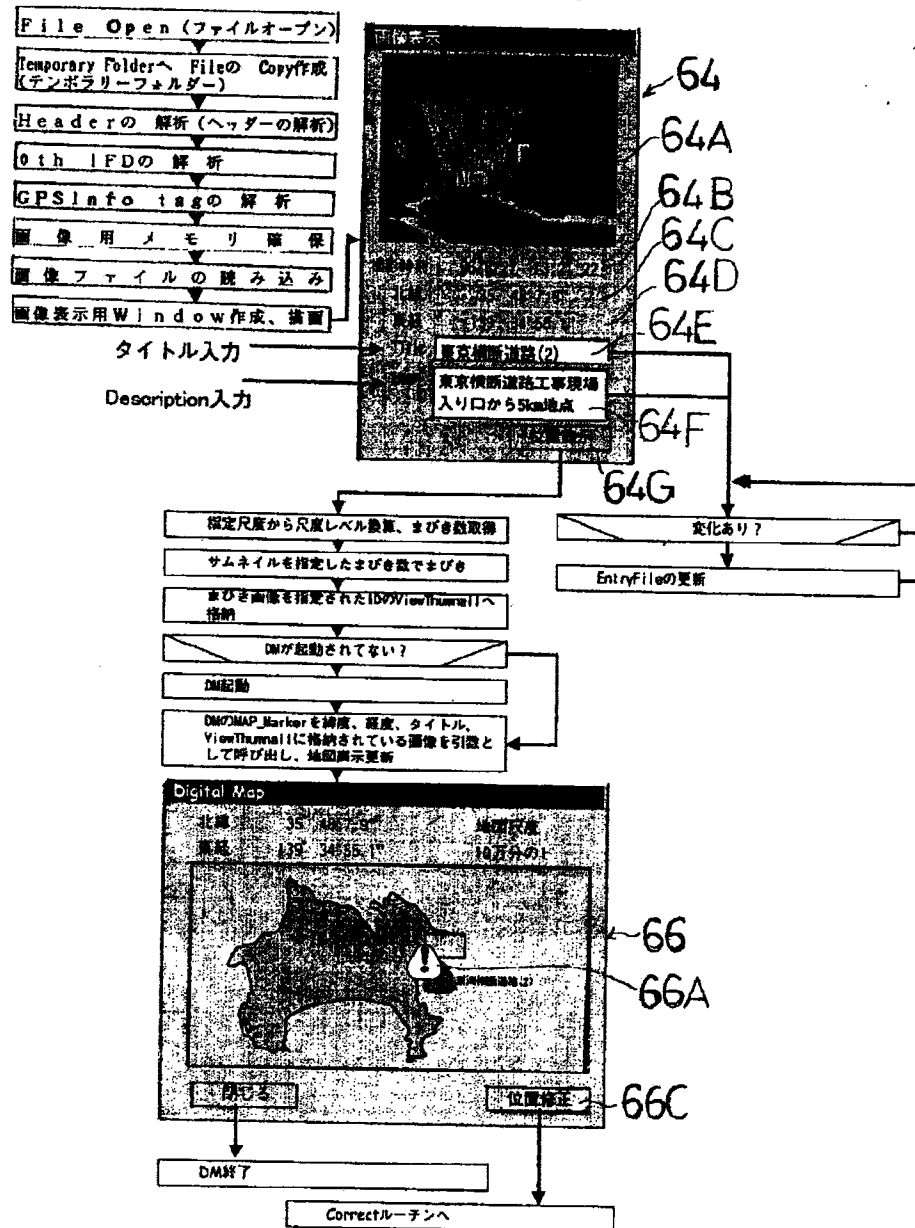 File Open (ファイルオープン)
Temporary Folderへ Fileの Copy作成
(テンポラリーフォルダー)
Headerの 解析 (ヘッダーの解析)
0th IFDの 解 析
GPSInfo tagの 解析
画像用メモリ確保
画像ファイルの読み込み
画像表示用Window作成、描画
タイトル入力
Description入力
画像表示
北緯
東経
東京横断道路(2)
東京横断道路工事現場
入り口から5km地点
64
64A
64B
64C
64D
64E
64F
64G
指定尺度から尺度レベル換算、まびき数取得
サムネイルを指定したまびき数でまびき
まびき画像を指定されたIDのViewThumnailへ
格納
DMが起動されてない？
DM起動
DMのMAP_Markerを緯度、経度、タイトル、
ViewThumnailに格納されている画像を引数と
して呼び出し、地図表示更新
変化あり？
EntryFileの更新
Digital Map
北緯
地図尺度
東経
10万分の1
66
66A
閉じる
位置修正
66C
DM終了
Correctルーチンへ